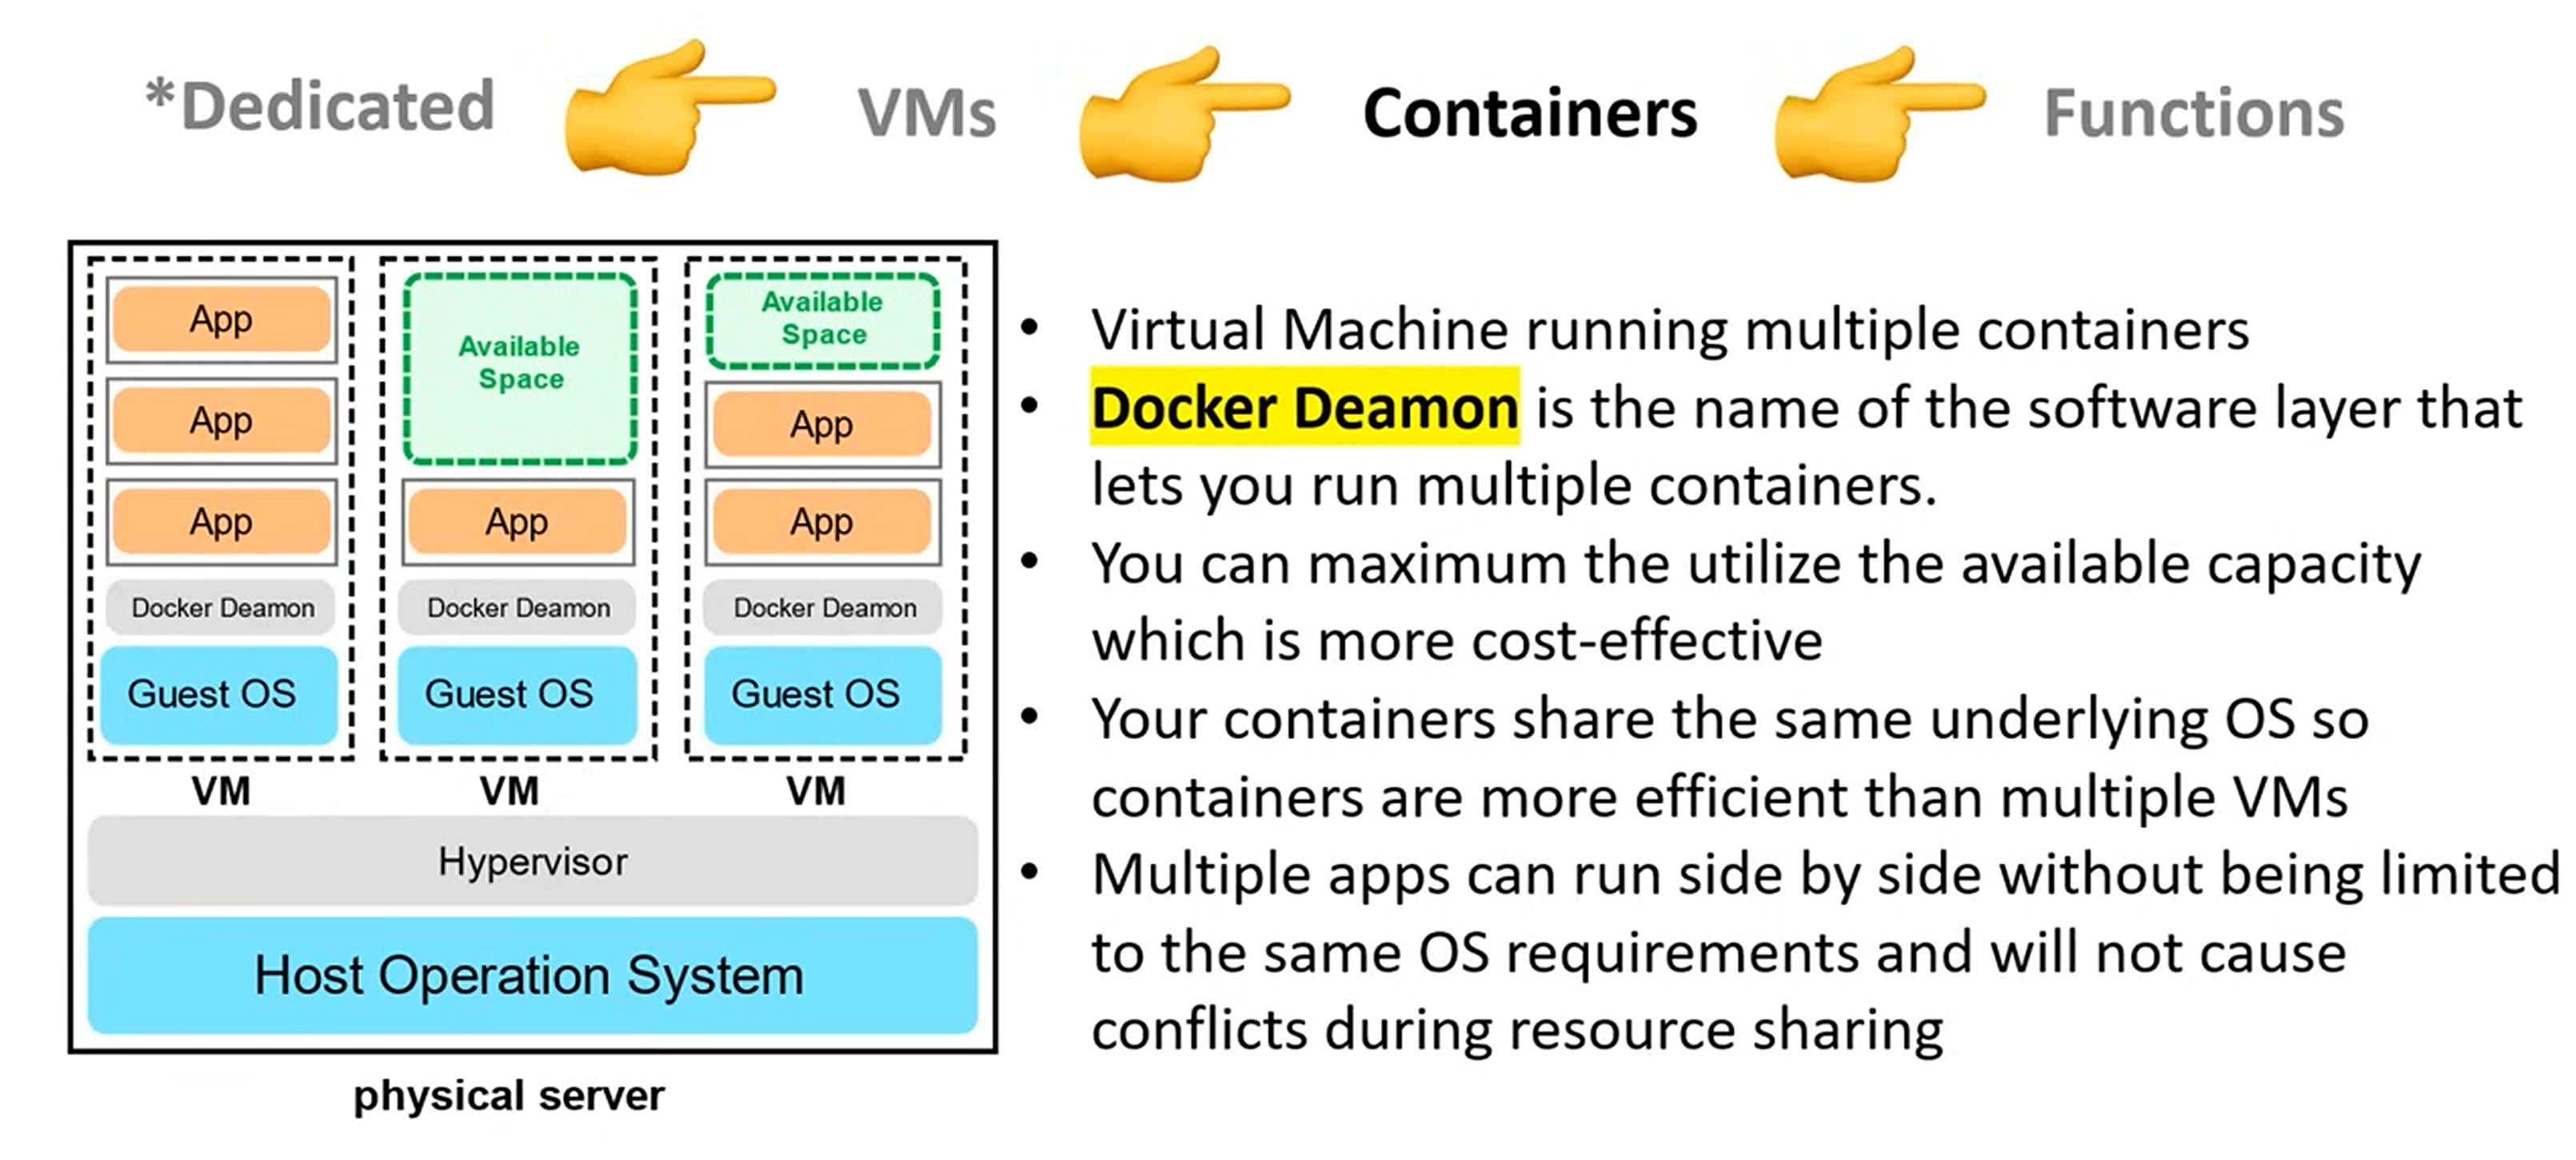 *Dedicated
VMs
Containers
Functions
App
App
App
Docker Deamon
Guest OS
VM
Available
Space
App
Docker Deamon
Guest OS
VM
Available
Space
App
App
Docker Deamon
Guest OS
VM
Hypervisor
Host Operation System
physical server
• Virtual Machine running multiple containers
• Docker Deamon is the name of the software layer that
lets you run multiple containers.
• You can maximum the utilize the available capacity
which is more cost-effective
• Your containers share the same underlying OS so
containers are more efficient than multiple VMs
• Multiple apps can run side by side without being limited
to the same OS requirements and will not cause
conflicts during resource sharing